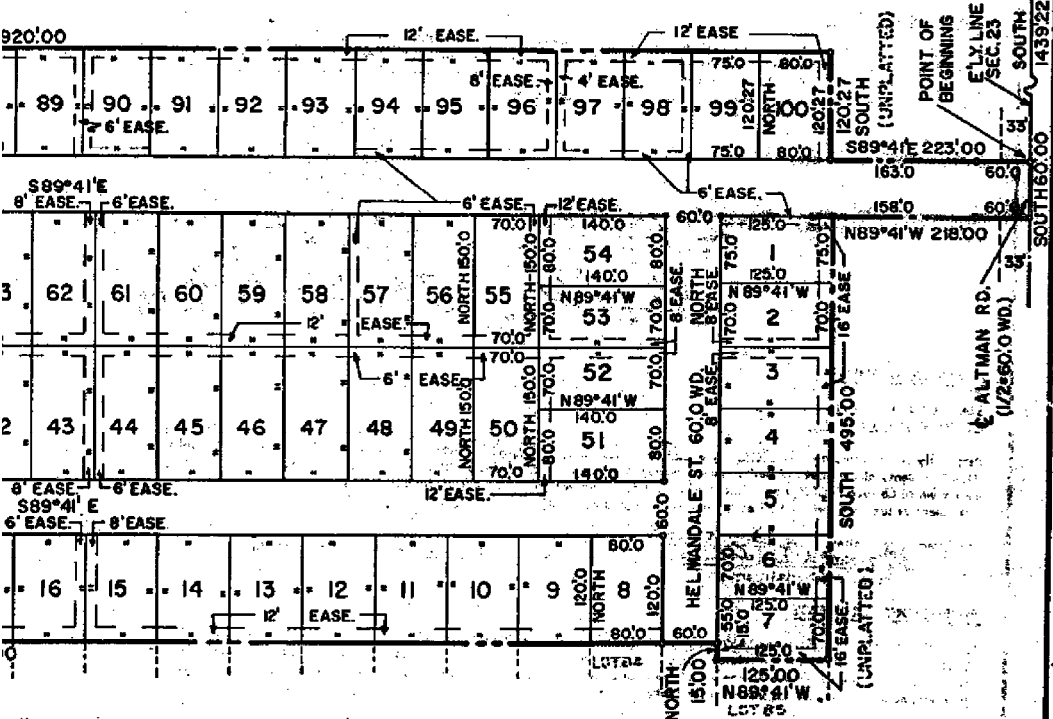 920.00
12' EASE.
12' EASE
8' EASE.
4' EASE.
75.0
80.0
89 90 91 92 93 94 95 96 97 98 99 100
120.27
NORTH
120.27
120.27
SOUTH
(UNPLATTED)
POINT OF
BEGINNING
E'LY LINE
SEC. 23
SOUTH
1439.22
6' EASE.
75.0
80.0
S89°41'E 223.00
163.0
60.0
33'
SOUTH 60.00
S89°41'E
8' EASE.
6' EASE.
6' EASE.
12' EASE.
6' EASE.
70.0
140.0
60.0
125.0
158.0
60.0
N89°41'W 218.00
33'
62 61 60 59 58 57 56 55
NORTH 150.0
NORTH 150.0
80.0
54
80.0
140.0
N89°41'W
70.0
53
70.0
70.0
8' EASE.
NORTH
8' EASE.
75.0
1
75.0
125.0
N89°41'W
70.0
2
70.0
16' EASE
12' EASE.
℄ ALTMAN RD.
(1/2=60.0 WD.)
70.0
6' EASE.
70.0
52
70.0
N89°41'W
140.0
51
80.0
80.0
140.0
43 44 45 46 47 48 49 50
NORTH 150.0
NORTH 150.0
70.0
8' EASE.
3
4
5
6
HELMANDALE ST. 60.0 WD.
SOUTH 495.00
8' EASE.
6' EASE.
12' EASE.
S89°41' E
6' EASE.
8' EASE.
60.0
80.0
16 15 14 13 12 11 10 9 8
120.0
NORTH
120.0
70.0
N89°41'W
125.0
55.0
15.0
7
70.0
12' EASE.
80.0
60.0
125.0
16' EASE.
(UNPLATTED)
LOT 84
NORTH
15.00
125.00
N89°41'W
LOT 85